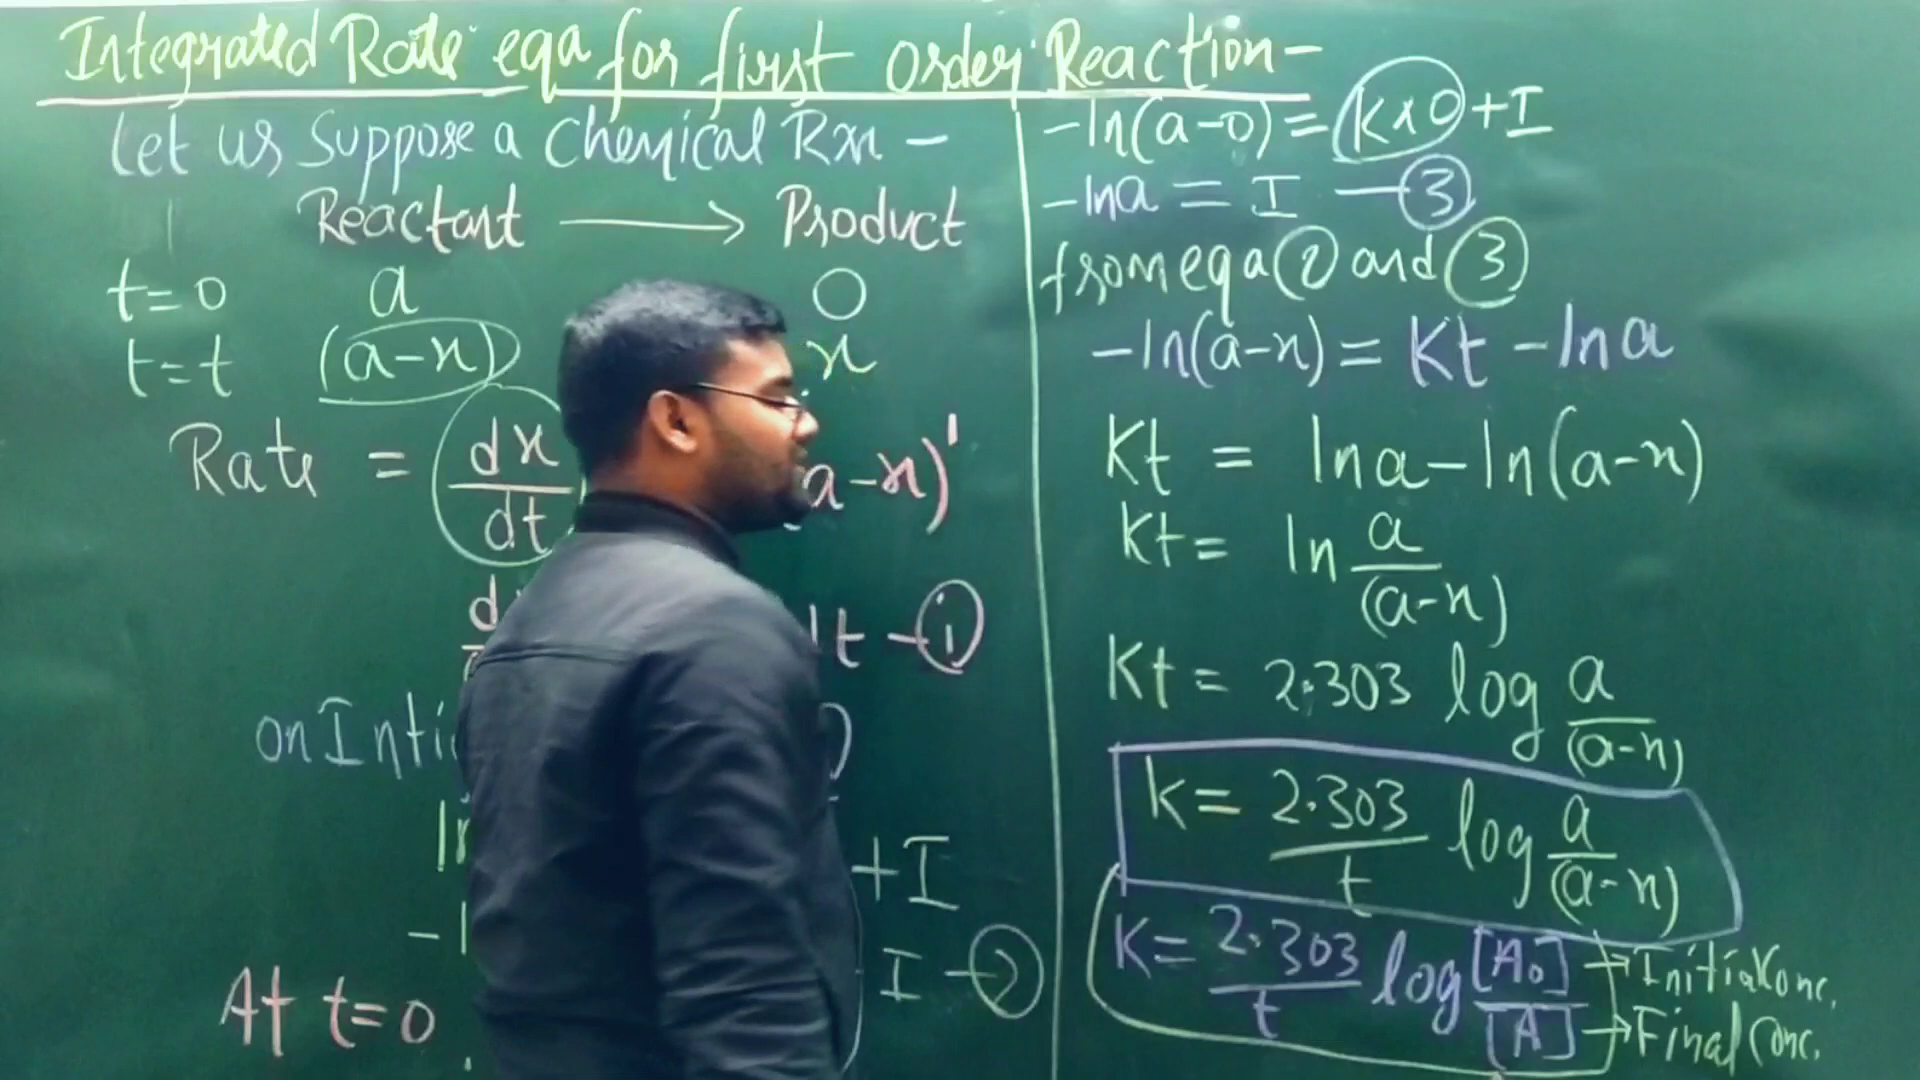 Integrated Rate eqn for first Order Reaction-
Let us Suppose a Chemical Rxn -
Reactant ⟶ Product
t=0 a 0
t=t (a-x) x
Rate = dx/dt a-x)¹
dt - (i)
on
+I
I - (2)
At t=0
-ln(a-0) = K×0 + I
-lna = I - (3)
from eqn (2) and (3)
-ln(a-x) = Kt - lna
Kt = lna - ln(a-x)
Kt = ln a/(a-x)
Kt = 2.303 log a/(a-x)
K = 2.303/t log a/(a-x)
K = 2.303/t log [A₀]/[A]
→ Initial conc.
→ Final Conc.